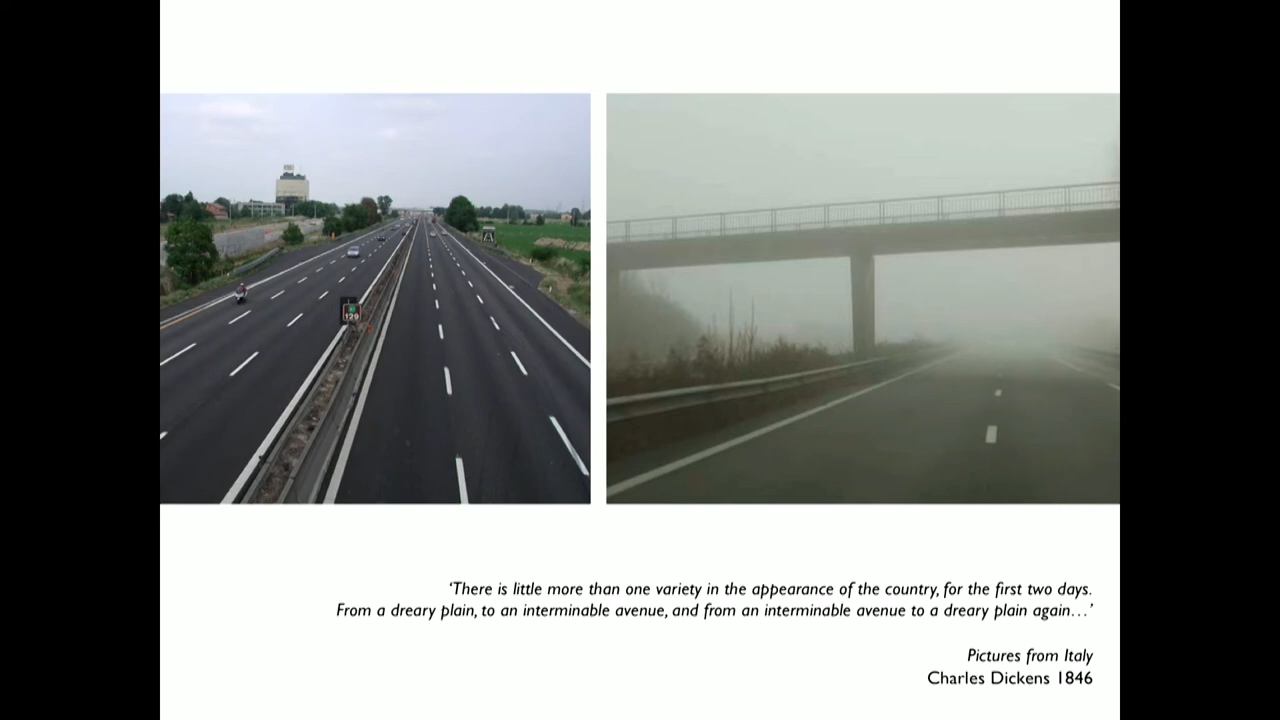 129
‘There is little more than one variety in the appearance of the country, for the first two days.
From a dreary plain, to an interminable avenue, and from an interminable avenue to a dreary plain again…’
Pictures from Italy
Charles Dickens 1846